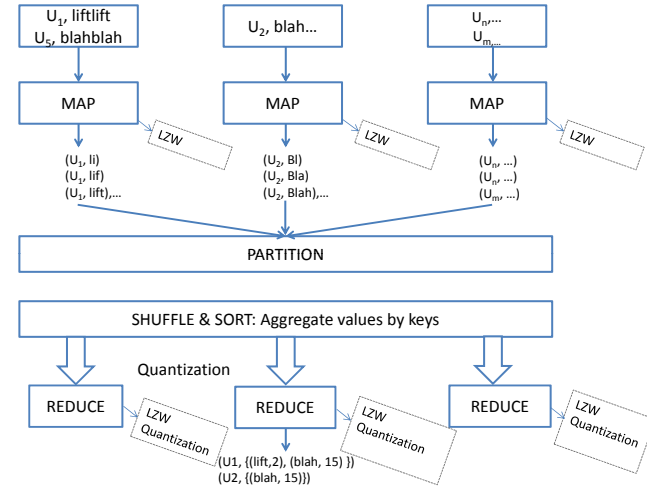 U1, liftlift
U5, blahblah
U2, blah…
Un,…
Um,…
MAP
MAP
MAP
LZW
LZW
LZW
(U1, li)
(U1, lif)
(U1, lift),…
(U2, Bl)
(U2, Bla)
(U2, Blah),…
(Un, …)
(Un, …)
(Um, …)
PARTITION
SHUFFLE & SORT: Aggregate values by keys
Quantization
REDUCE
REDUCE
REDUCE
LZW
Quantization
LZW
Quantization
LZW
Quantization
(U1, {(lift,2), (blah, 15) })
(U2, {(blah, 15)})